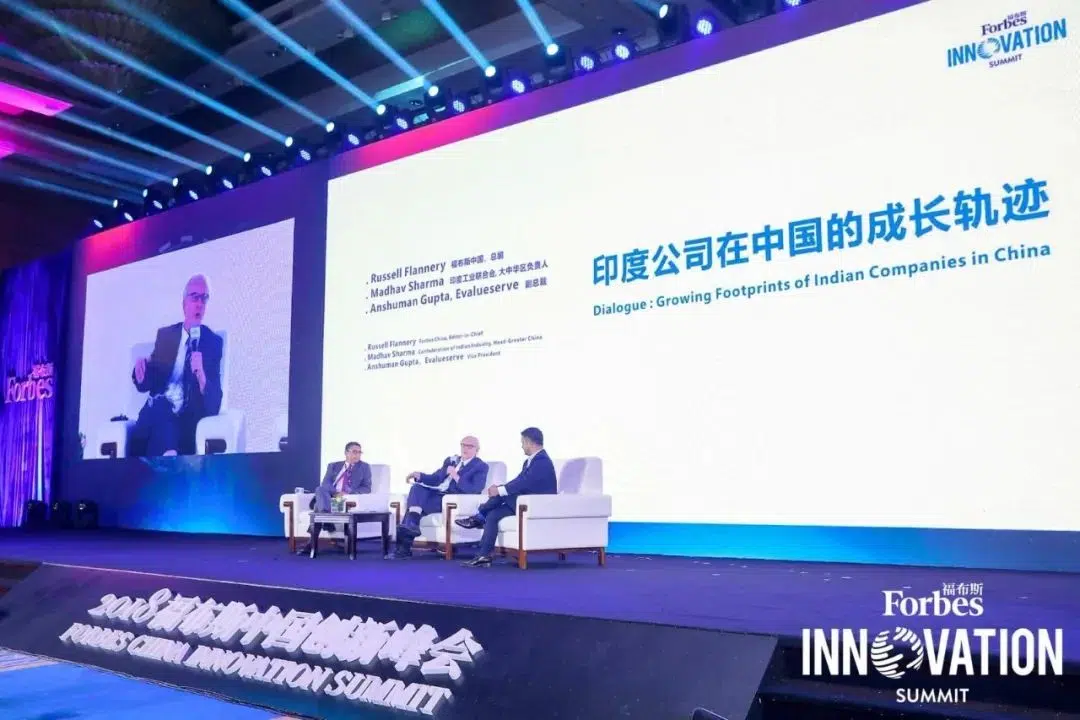 福布斯
Forbes
INNOVATION
SUMMIT
印度公司在中国的成长轨迹
Dialogue : Growing Footprints of Indian Companies in China
. Russell Flannery 福布斯中国, 总编
. Madhav Sharma 印度工业联合会, 大中华区负责人
. Anshuman Gupta, Evalueserve 副总裁
. Russell Flannery Forbes China, Editor-in-Chief
. Madhav Sharma Confederation of Indian Industry, Head-Greater China
. Anshuman Gupta, Evalueserve Vice President
福布斯
Forbes
2018福布斯中国创新峰会
FORBES CHINA INNOVATION SUMMIT
福布斯
Forbes
INNOVATION
SUMMIT